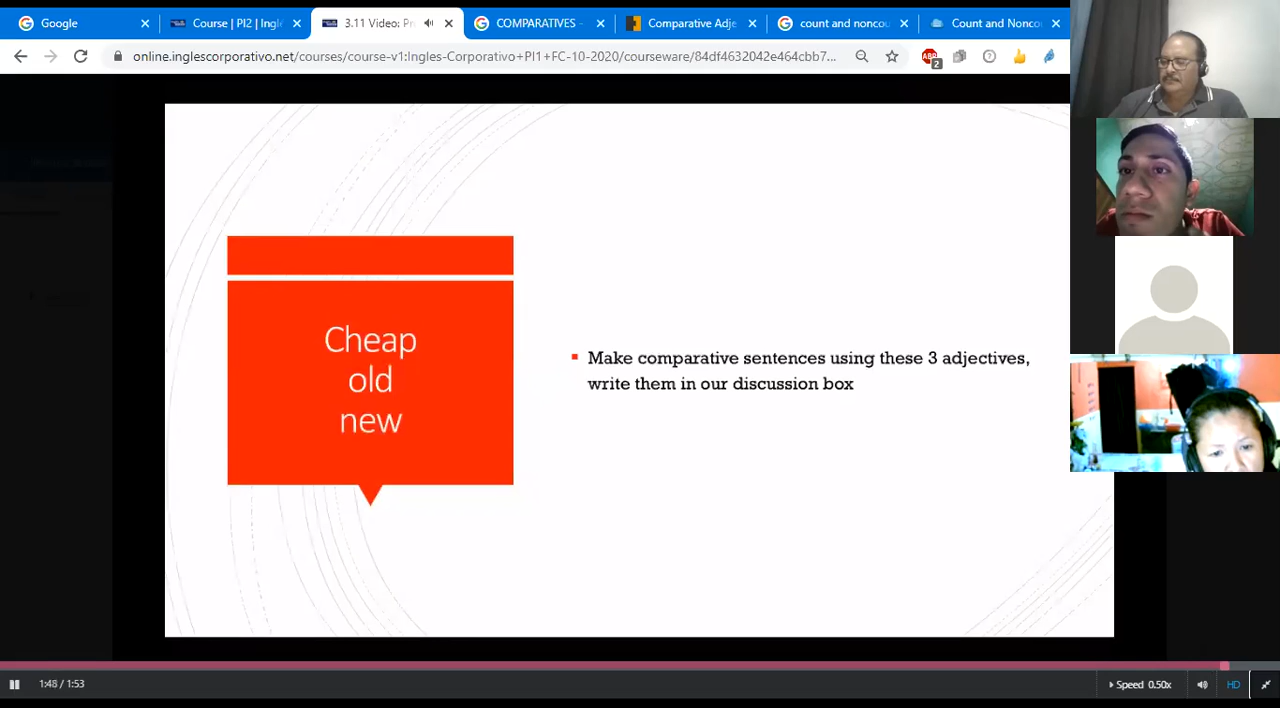 Google
Course | PI2 | Ingl
3.11 Video: Pr
COMPARATIVES -
Comparative Adje
count and noncou
Count and Nonco
online.inglescorporativo.net/courses/course-v1:Ingles-Corporativo+PI1+FC-10-2020/courseware/84df4632042e464cbb7...
ABP
2
Cheap
old
new
Make comparative sentences using these 3 adjectives,
write them in our discussion box
1:48 / 1:53
Speed 0.50x
HD